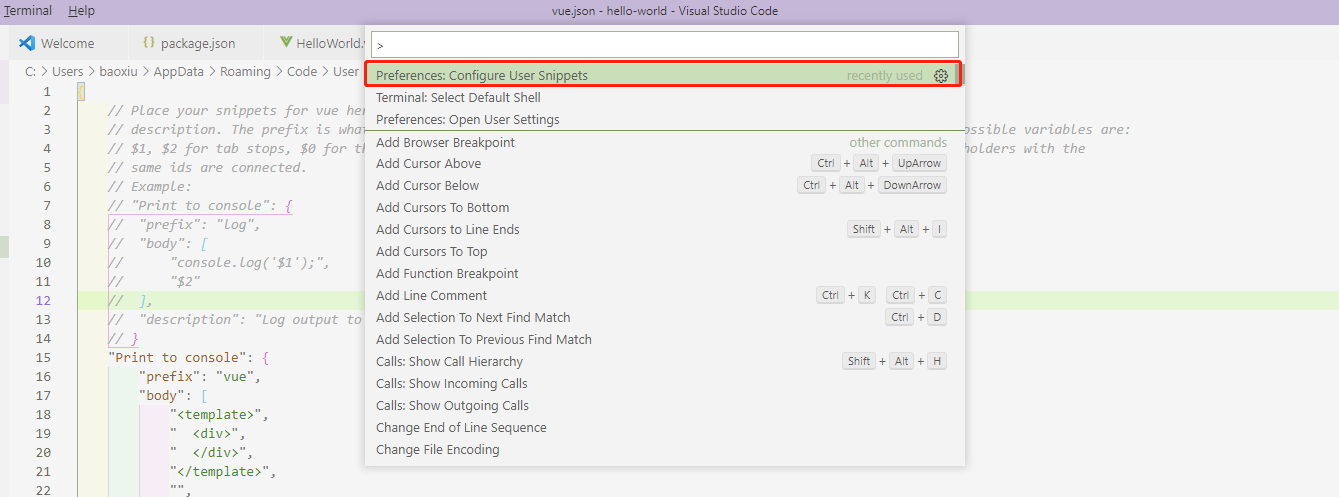 Terminal Help
vue.json - hello-world - Visual Studio Code
Welcome
package.json
HelloWorld.
C: > Users > baoxiu > AppData > Roaming > Code > User
>
Preferences: Configure User Snippets recently used
Terminal: Select Default Shell
Preferences: Open User Settings
Add Browser Breakpoint other commands
Add Cursor Above Ctrl + Alt + UpArrow
Add Cursor Below Ctrl + Alt + DownArrow
Add Cursors To Bottom
Add Cursors to Line Ends Shift + Alt + I
Add Cursors To Top
Add Function Breakpoint
Add Line Comment Ctrl + K Ctrl + C
Add Selection To Next Find Match Ctrl + D
Add Selection To Previous Find Match
Calls: Show Call Hierarchy Shift + Alt + H
Calls: Show Incoming Calls
Calls: Show Outgoing Calls
Change End of Line Sequence
Change File Encoding
1 {
2 // Place your snippets for vue her
3 // description. The prefix is what ossible variables are:
4 // $1, $2 for tab stops, $0 for th holders with the
5 // same ids are connected.
6 // Example:
7 // "Print to console": {
8 // "prefix": "log",
9 // "body": [
10 // "console.log('$1');",
11 // "$2"
12 // ],
13 // "description": "Log output to
14 // }
15 "Print to console": {
16 "prefix": "vue",
17 "body": [
18 "<template>",
19 " <div>",
20 " </div>",
21 "</template>",
22 "",